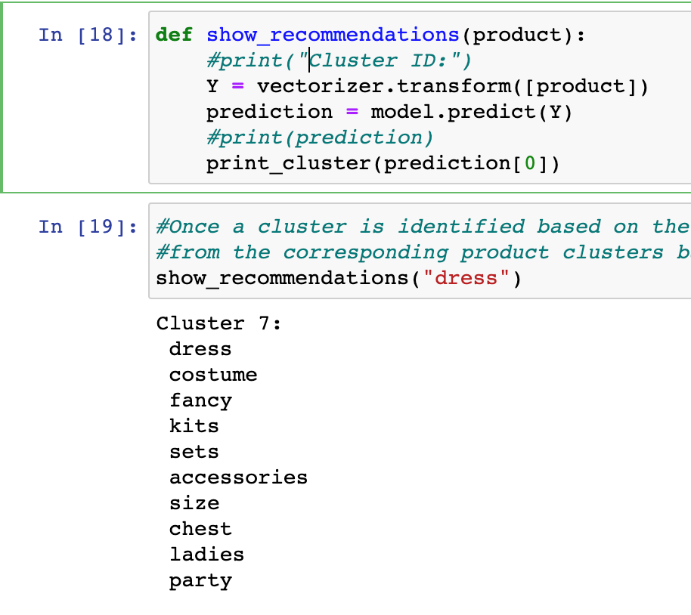 In [18]: def show_recommendations(product):
#print("Cluster ID:")
Y = vectorizer.transform([product])
prediction = model.predict(Y)
#print(prediction)
print_cluster(prediction[0])
In [19]: #Once a cluster is identified based on the
#from the corresponding product clusters b
show_recommendations("dress")
Cluster 7:
dress
costume
fancy
kits
sets
accessories
size
chest
ladies
party